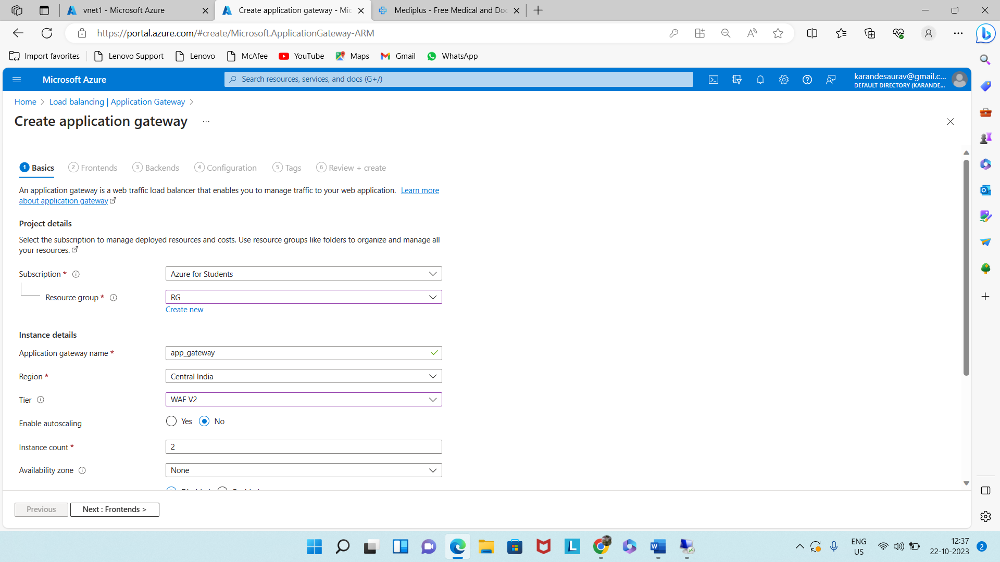 vnet1 - Microsoft Azure
Create application gateway - Mic
Mediplus - Free Medical and Doc
https://portal.azure.com/#create/Microsoft.ApplicationGateway-ARM
Import favorites
Lenovo Support
Lenovo
McAfee
YouTube
Maps
Gmail
WhatsApp
Microsoft Azure
Search resources, services, and docs (G+/)
karandesaurav@gmail.c...
DEFAULT DIRECTORY (KARANDE...
Home > Load balancing | Application Gateway >
Create application gateway ...
1 Basics
2 Frontends
3 Backends
4 Configuration
5 Tags
6 Review + create
An application gateway is a web traffic load balancer that enables you to manage traffic to your web application. Learn more
about application gateway
Project details
Select the subscription to manage deployed resources and costs. Use resource groups like folders to organize and manage all
your resources.
Subscription *
Azure for Students
Resource group *
RG
Create new
Instance details
Application gateway name *
app_gateway
Region *
Central India
Tier
WAF V2
Enable autoscaling
Yes
No
Instance count *
2
Availability zone
None
Previous
Next : Frontends >
ENG
US
12:37
22-10-2023
2